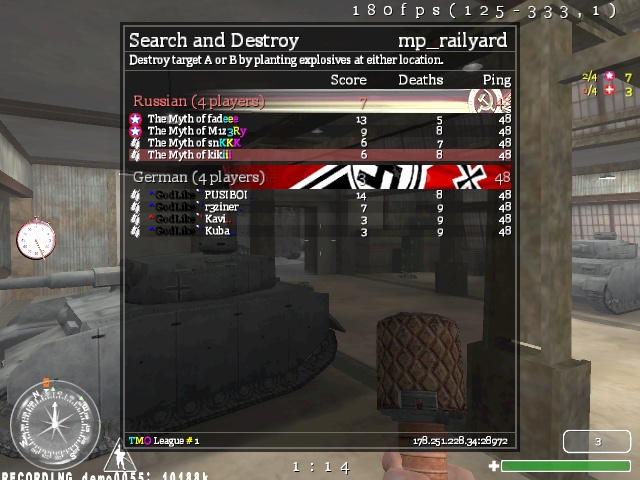 180fps(125-333,1)
Search and Destroy mp_railyard
Destroy target A or B by planting explosives at either location.
Score Deaths Ping
Russian (4 players) 7 48
The Myth of fadeee 13 5 48
The Myth of M1z3Ry 9 8 48
The Myth of snKKK 6 7 48
The Myth of kikiii 6 8 48
German (4 players) 3 48
*GodLike* PUSIBOI 14 8 48
*GodLike* r3ziner 7 9 48
*GodLike* Kavi 3 9 48
*GodLike* Kuba 3 9 48
2/4 7
4 3
TMO League #1 178.251.228.34:28972
3
RECORDING demo0055: 10188k
1:14